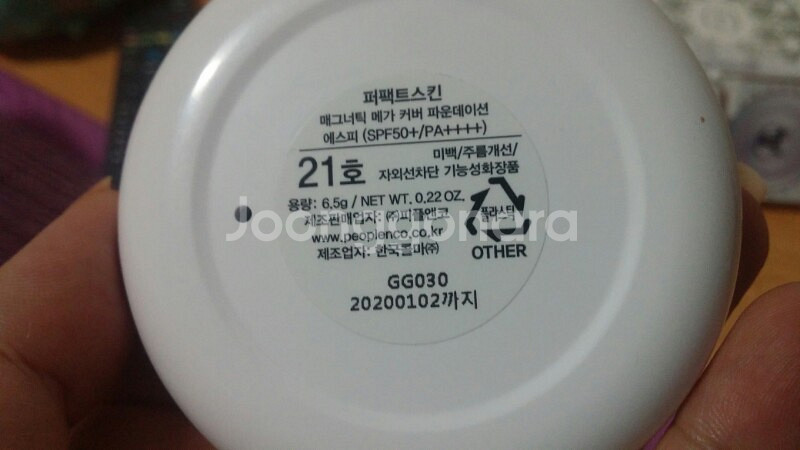 퍼팩트스킨
매그너틱 메가 커버 파운데이션
에스피 (SPF50+/PA++++)
21호 미백/주름개선/
자외선차단 기능성화장품
용량: 6.5g / NET WT. 0.22 OZ.
제조판매업자: ㈜피플앤코
www.peoplenco.co.kr
제조업자: 한국콜마㈜
플라스틱
OTHER
GG030
20200102까지
Joonggonara